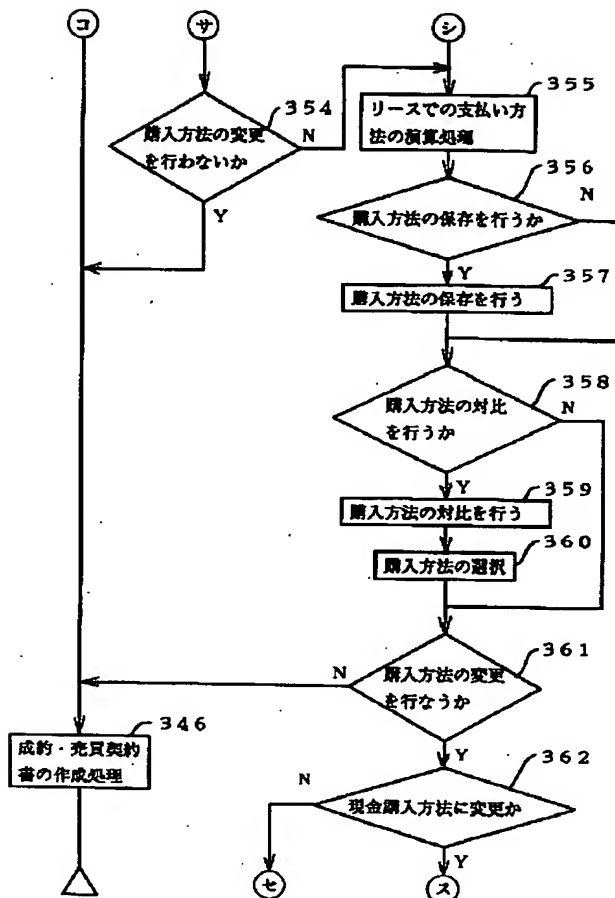 コ
サ
シ
354
購入方法の変更
を行わないか
N
Y
355
リースでの支払い方
法の演算処理
356
購入方法の保存を行うか
N
Y
357
購入方法の保存を行う
358
購入方法の対比
を行うか
N
Y
359
購入方法の対比を行う
360
購入方法の選択
361
購入方法の変更
を行なうか
N
Y
346
成約・売買契約
書の作成処理
362
現金購入方法に変更か
N
Y
セ
ス